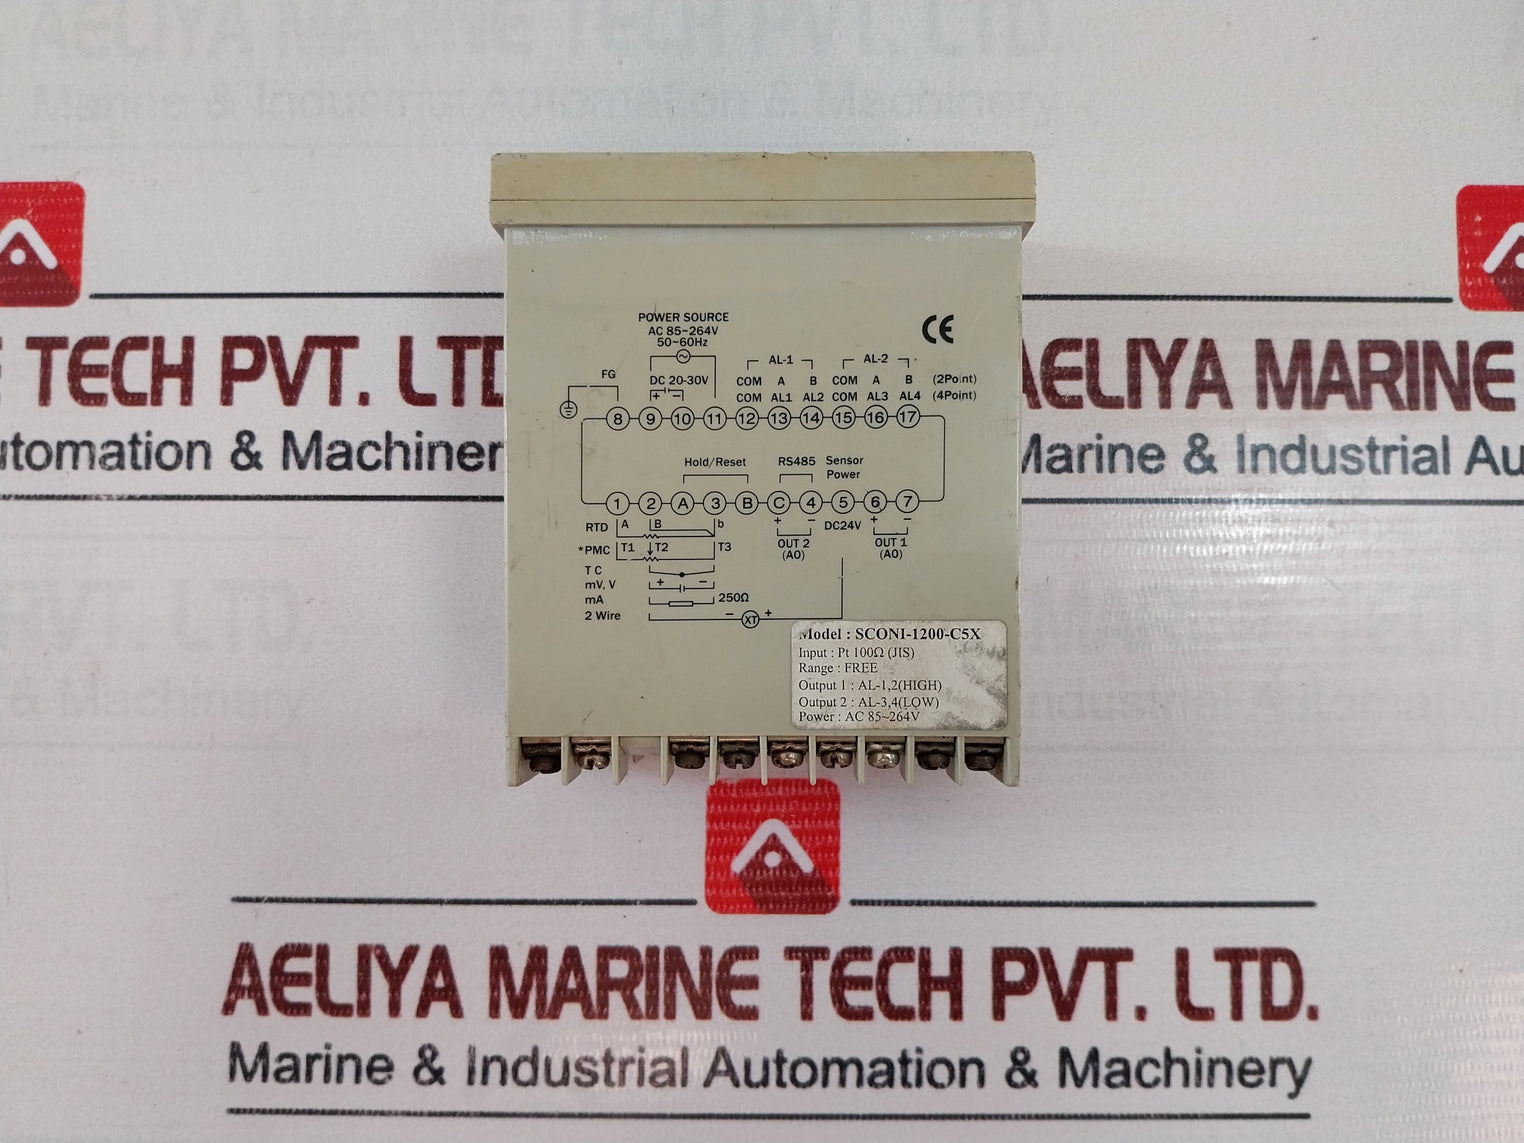 AELIYA MARINE TECH PVT. LTD.
Marine & Industrial Automation & Machinery
TECH PVT. LTD
utomation & Machiner
AELIYA MARINE
Marine & Industrial Au
POWER SOURCE
AC 85~264V
50~60Hz
CE
AL-1 AL-2
FG
DC 20-30V
COM A B COM A B (2Point)
+ COM AL1 AL2 COM AL3 AL4 (4Point)
8 9 10 11 12 13 14 15 16 17
Hold/Reset RS485 Sensor
Power
1 2 A 3 B C 4 5 6 7
RTD A B b + − DC24V + −
OUT 2 OUT 1
(AO) (AO)
*PMC T1 T2 T3
T C
mV, V + −
mA 250Ω
2 Wire − XT +
Model : SCONI-1200-C5X
Input : Pt 100Ω (JIS)
Range : FREE
Output 1 : AL-1,2(HIGH)
Output 2 : AL-3,4(LOW)
Power : AC 85~264V
AELIYA MARINE TECH PVT. LTD.
Marine & Industrial Automation & Machinery